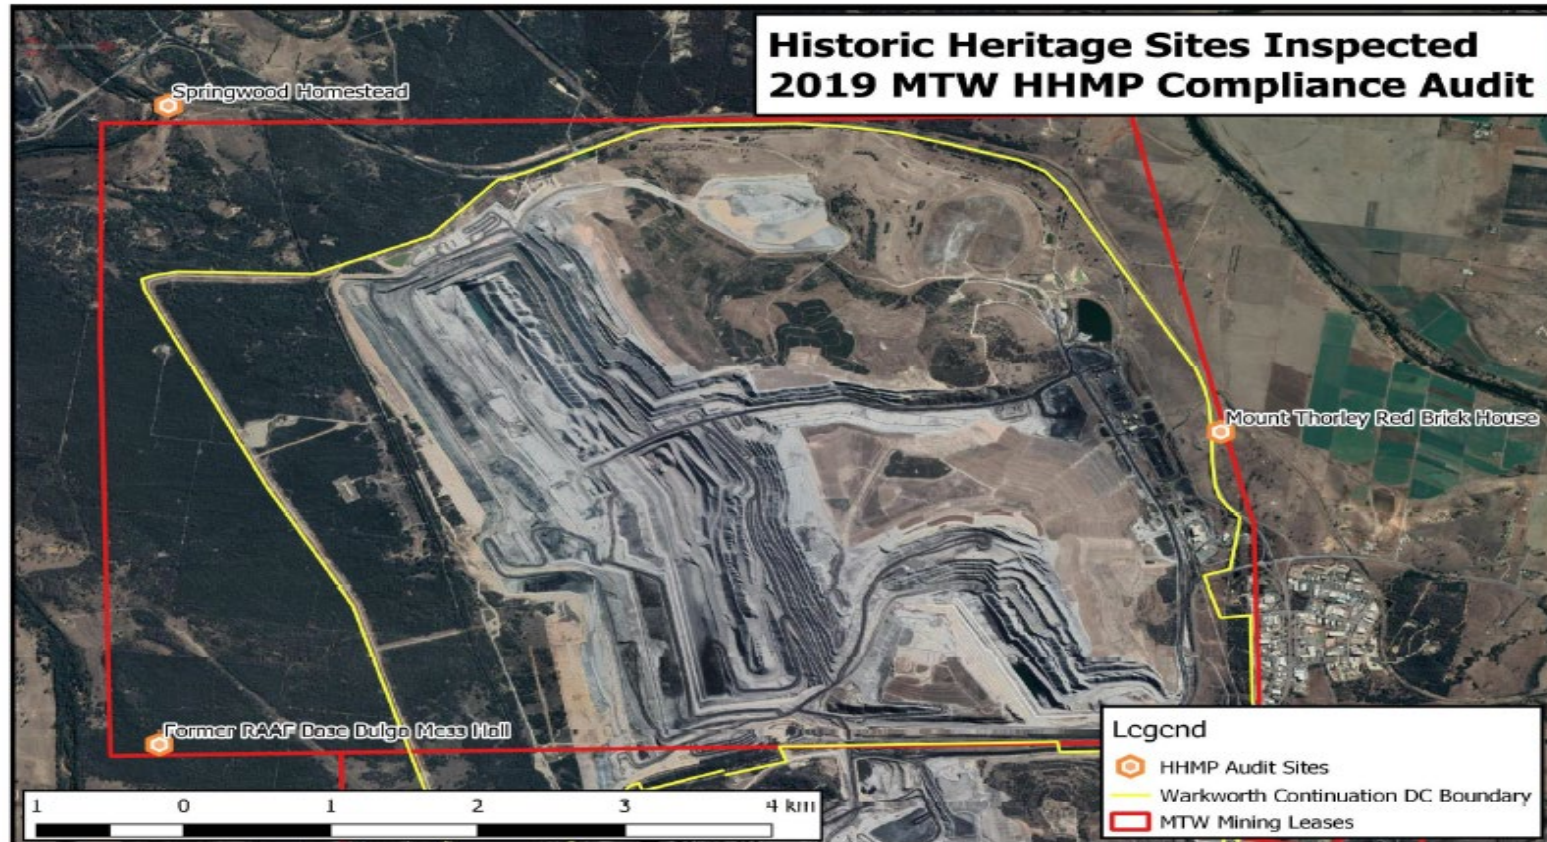 Historic Heritage Sites Inspected
2019 MTW HHMP Compliance Audit
Springwood Homestead
Mount Thorley Red Brick House
Former RAAF Base Bulga Mess Hall
Legend
HHMP Audit Sites
Warkworth Continuation DC Boundary
MTW Mining Leases
1 0 1 2 3 4 km